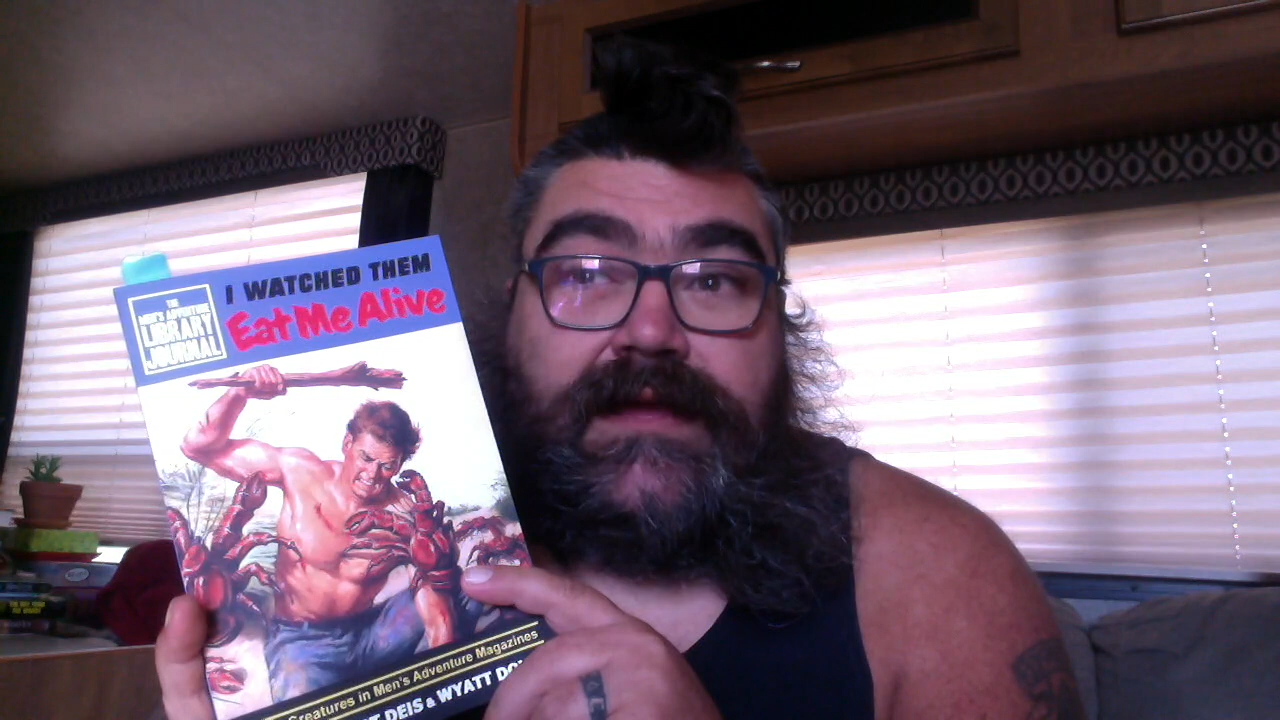 THE
MEN'S ADVENTURE
LIBRARY
JOURNAL
I WATCHED THEM
Eat Me Alive
Creatures in Men's Adventure Magazines
DEIS & WYATT